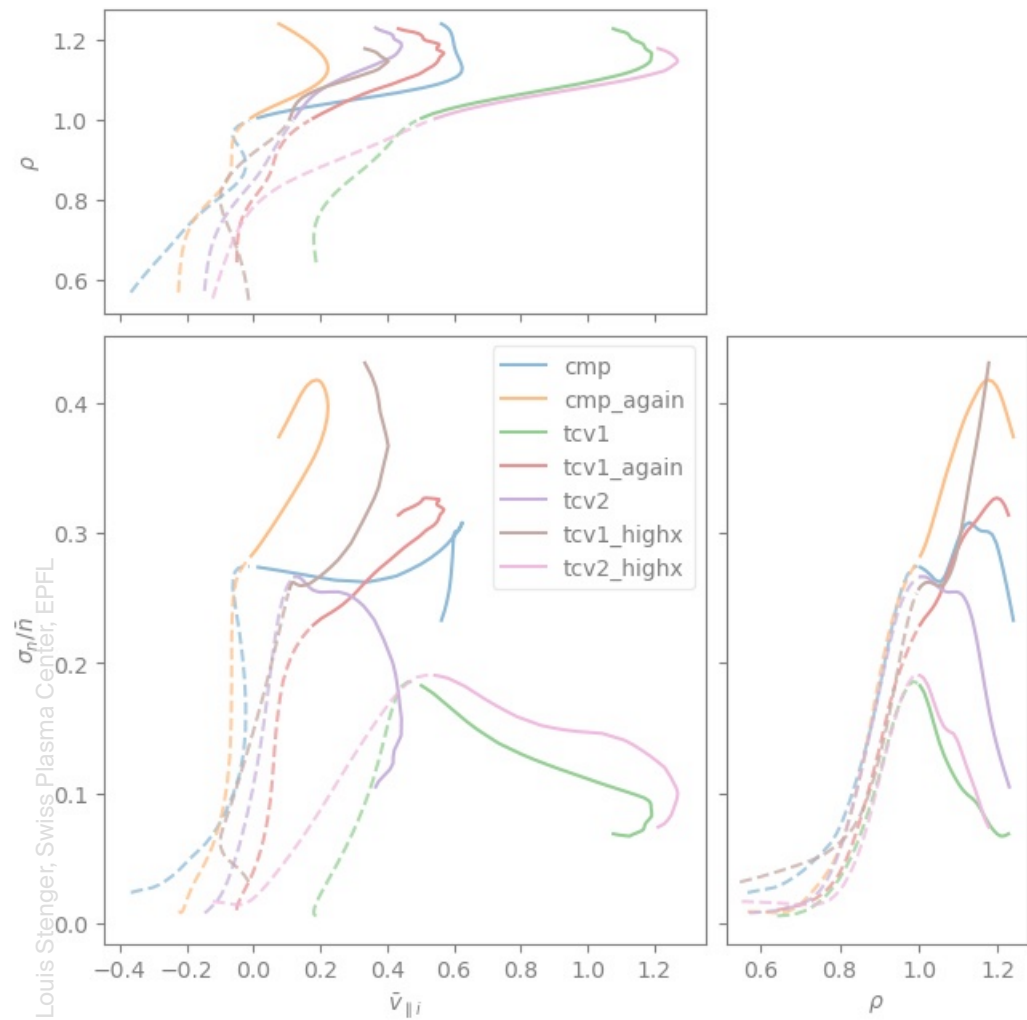 1.2
1.0
ρ
0.8
0.6
cmp
cmp_again
tcv1
tcv1_again
tcv2
tcv1_highx
tcv2_highx
0.4
0.3
σₙ/n̄
0.2
0.1
0.0
−0.4 −0.2 0.0 0.2 0.4 0.6 0.8 1.0 1.2
v̄∥ i
0.6 0.8 1.0 1.2
ρ
Louis Stenger, Swiss Plasma Center, EPFL